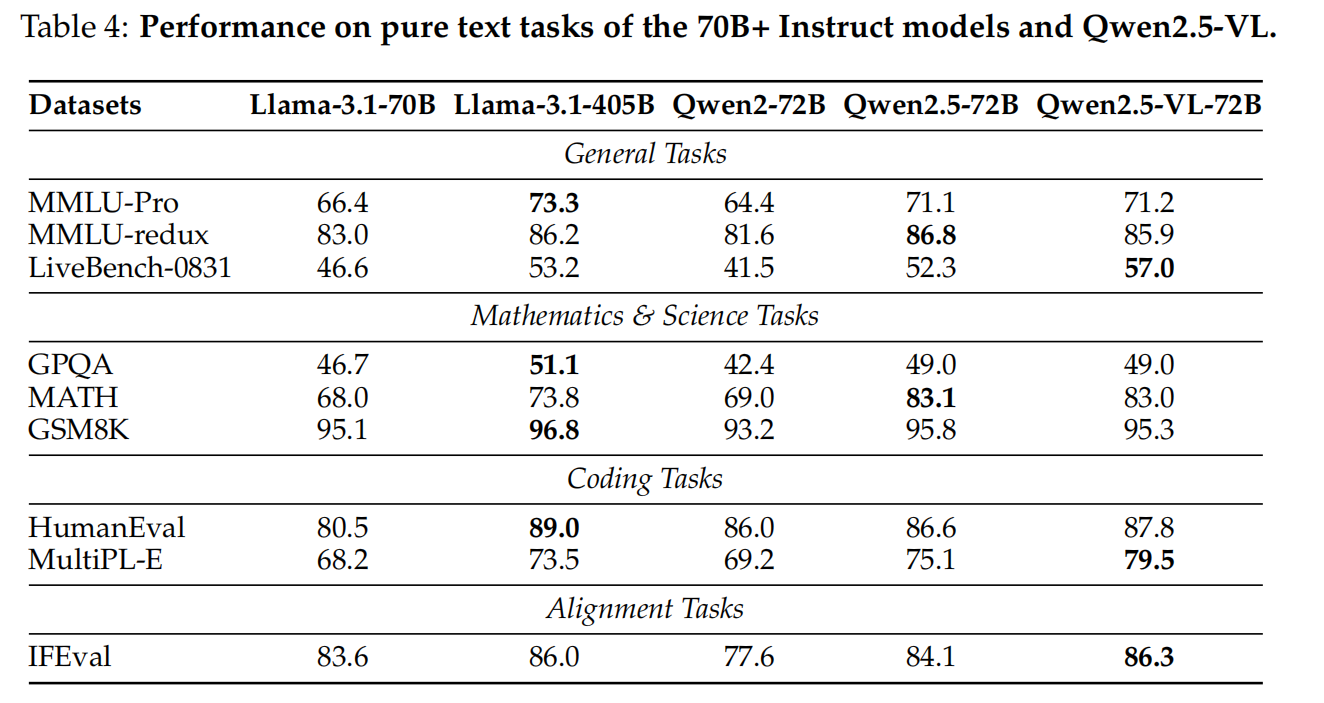 Table 4: Performance on pure text tasks of the 70B+ Instruct models and Qwen2.5-VL.
Datasets Llama-3.1-70B Llama-3.1-405B Qwen2-72B Qwen2.5-72B Qwen2.5-VL-72B
General Tasks
MMLU-Pro 66.4 73.3 64.4 71.1 71.2
MMLU-redux 83.0 86.2 81.6 86.8 85.9
LiveBench-0831 46.6 53.2 41.5 52.3 57.0
Mathematics & Science Tasks
GPQA 46.7 51.1 42.4 49.0 49.0
MATH 68.0 73.8 69.0 83.1 83.0
GSM8K 95.1 96.8 93.2 95.8 95.3
Coding Tasks
HumanEval 80.5 89.0 86.0 86.6 87.8
MultiPL-E 68.2 73.5 69.2 75.1 79.5
Alignment Tasks
IFEval 83.6 86.0 77.6 84.1 86.3